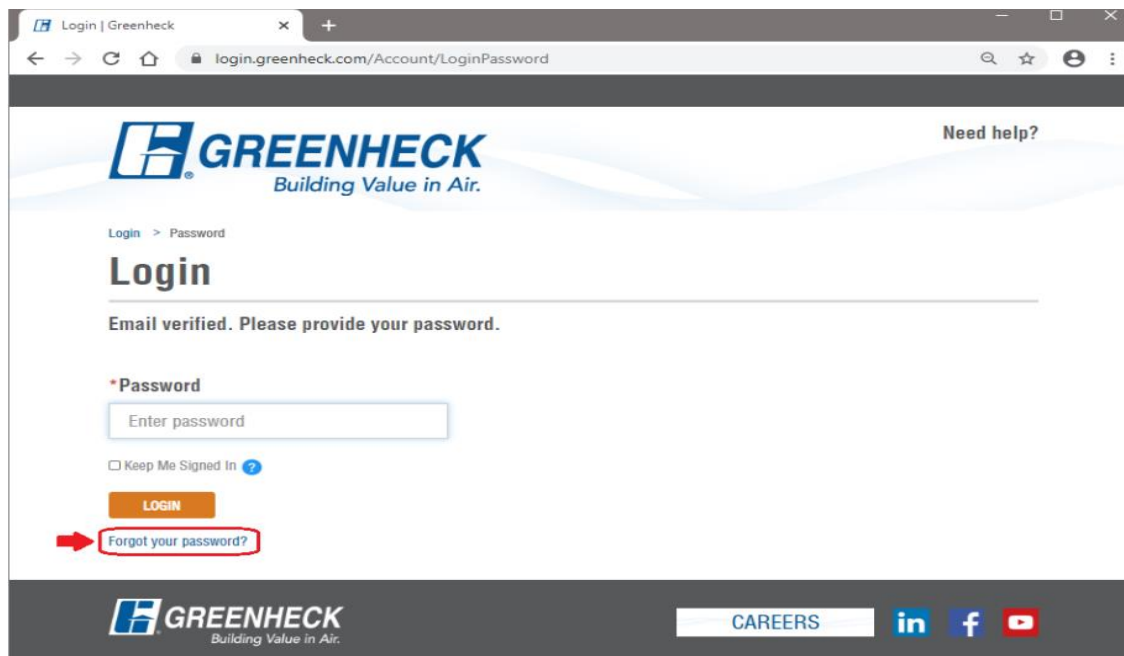 Login | Greenheck
login.greenheck.com/Account/LoginPassword
Need help?
GREENHECK
Building Value in Air.
Login > Password
Login
Email verified. Please provide your password.
*Password
Enter password
Keep Me Signed In ?
LOGIN
Forgot your password?
GREENHECK
Building Value in Air.
CAREERS
in f